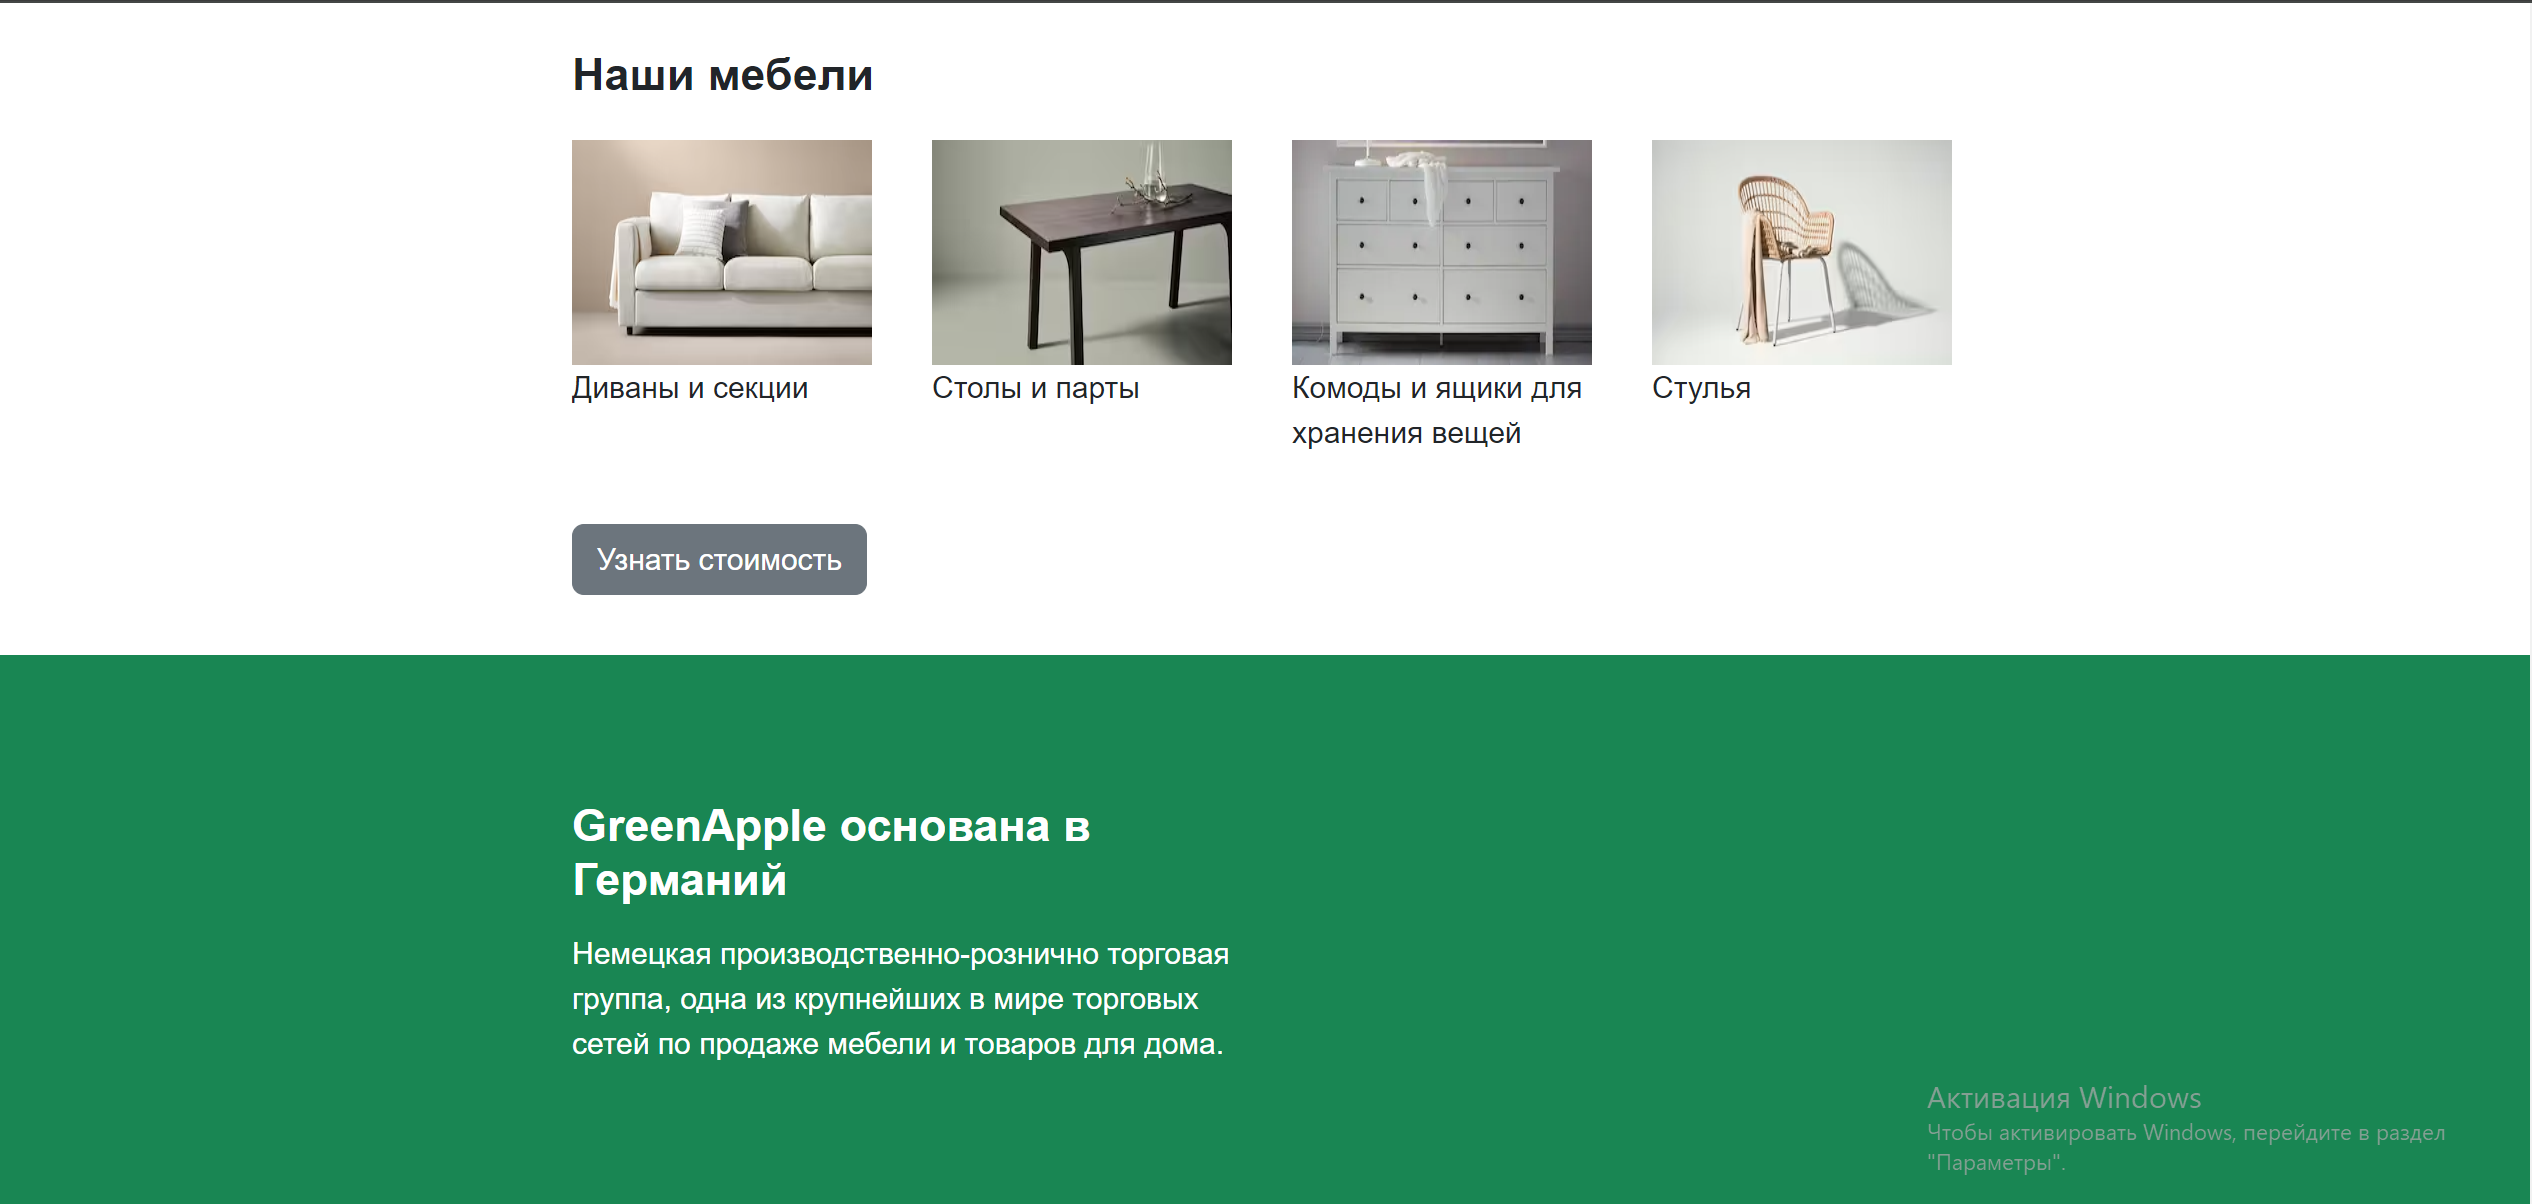 Наши мебели
Диваны и секции
Столы и парты
Комоды и ящики для
хранения вещей
Стулья
Узнать стоимость
GreenApple основана в
Германий
Немецкая производственно-рознично торговая
группа, одна из крупнейших в мире торговых
сетей по продаже мебели и товаров для дома.
Активация Windows
Чтобы активировать Windows, перейдите в раздел
"Параметры".